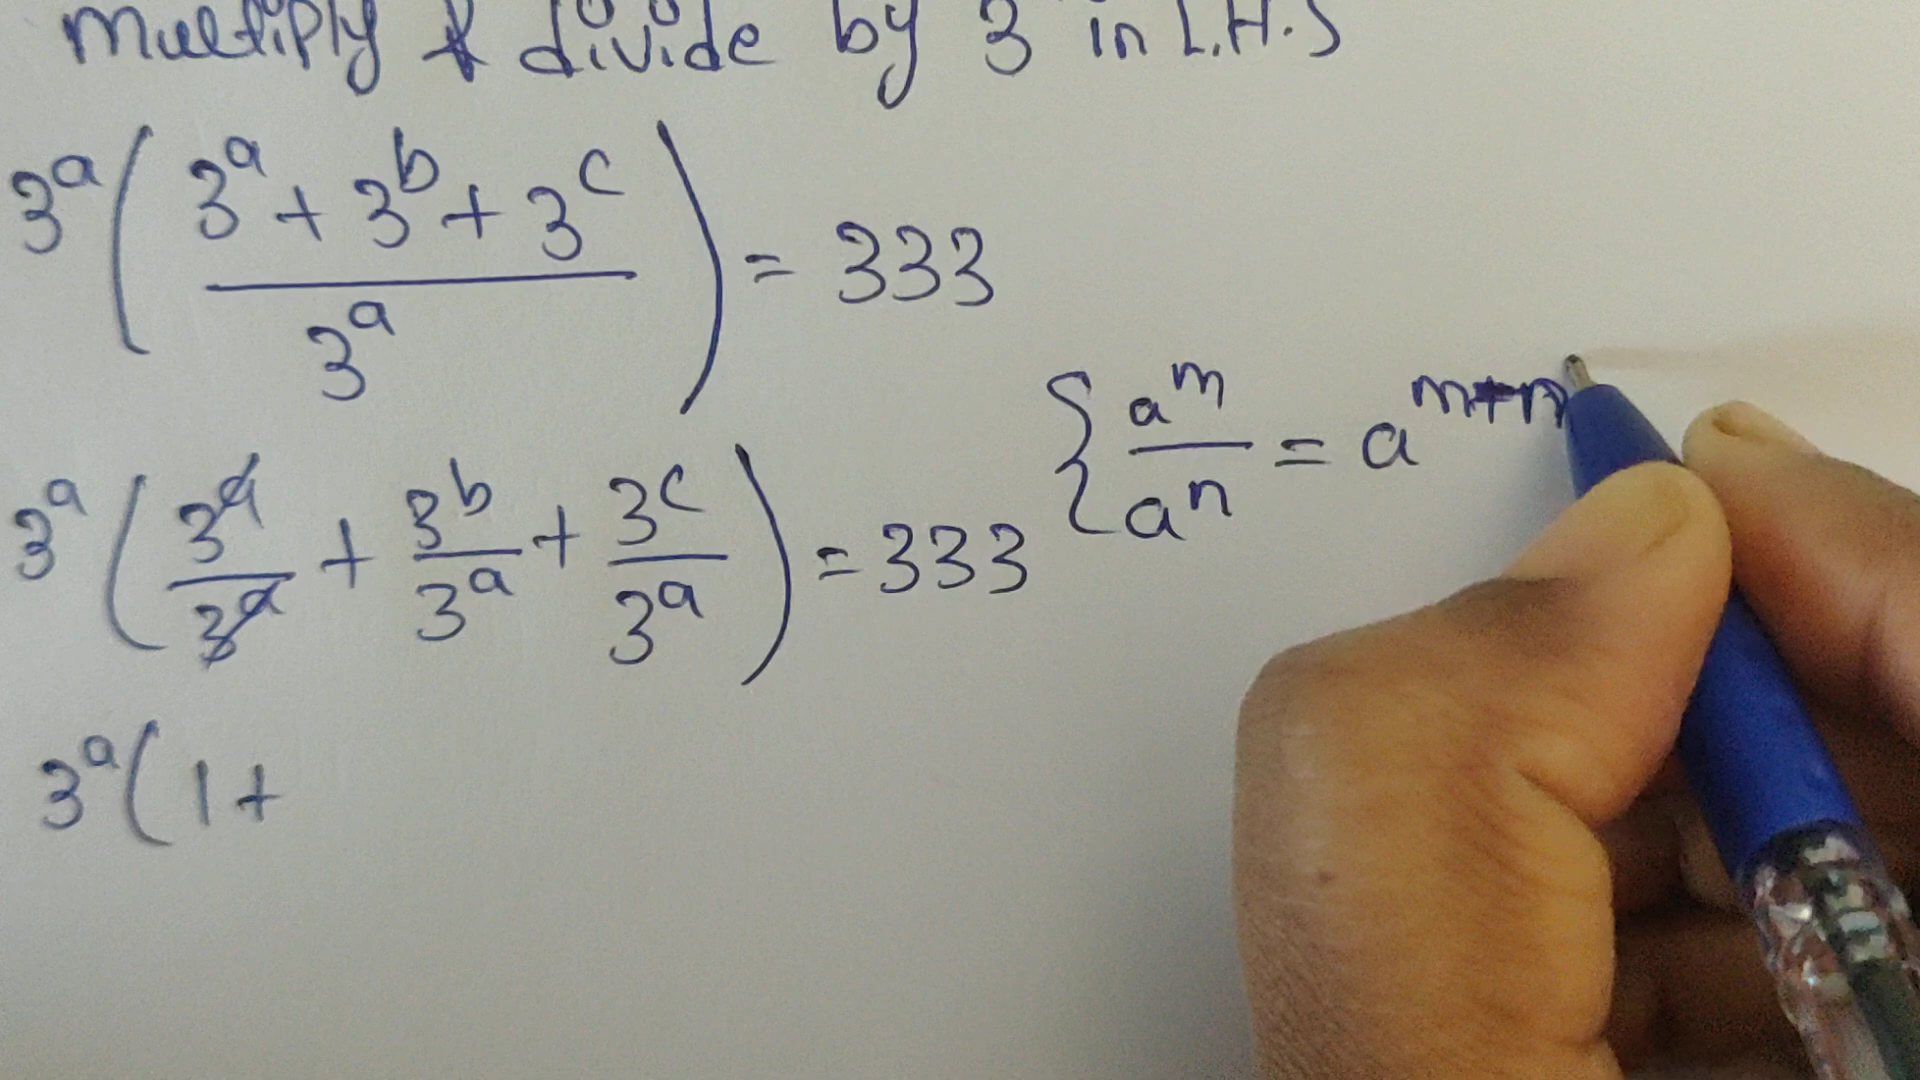 multiply & divide by 3 in L.H.S
3^a ( (3^a + 3^b + 3^c) / 3^a ) = 333
3^a ( 3^a/3^a + 3^b/3^a + 3^c/3^a ) = 333 { a^m/a^n = a^m-n
3^a ( 1 +